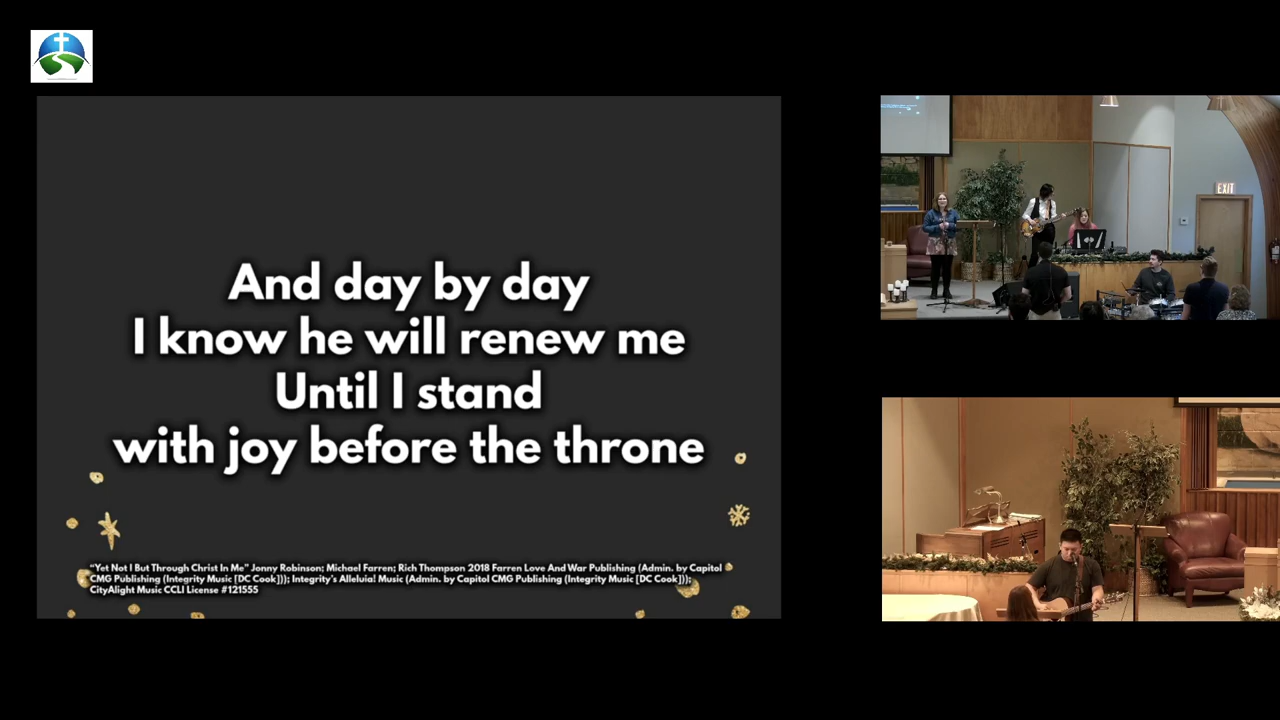 And day by day
I know he will renew me
Until I stand
with joy before the throne
"Yet Not I But Through Christ In Me" Jonny Robinson; Michael Farren; Rich Thompson 2018 Farren Love And War Publishing (Admin. by Capitol
CMG Publishing (Integrity Music [DC Cook])); Integrity's Alleluia! Music (Admin. by Capitol CMG Publishing (Integrity Music [DC Cook]));
CityAlight Music CCLI License #121555
EXIT